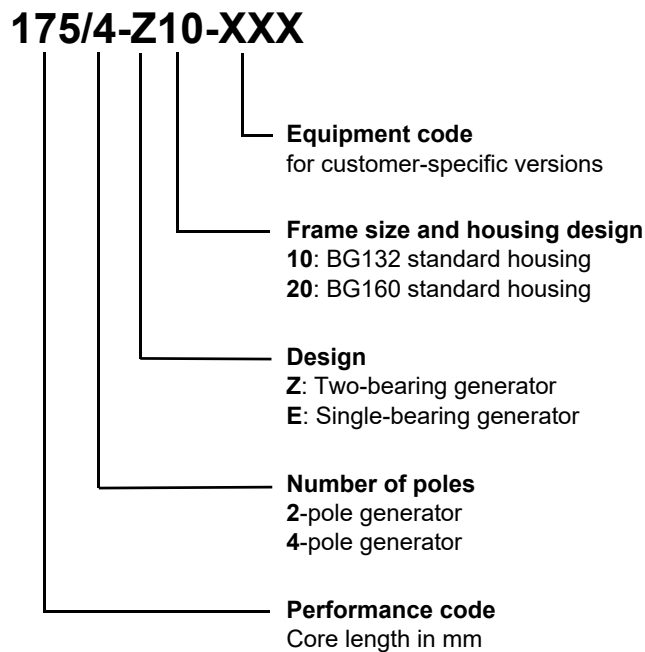 175/4-Z10-XXX
Equipment code
for customer-specific versions
Frame size and housing design
10: BG132 standard housing
20: BG160 standard housing
Design
Z: Two-bearing generator
E: Single-bearing generator
Number of poles
2-pole generator
4-pole generator
Performance code
Core length in mm